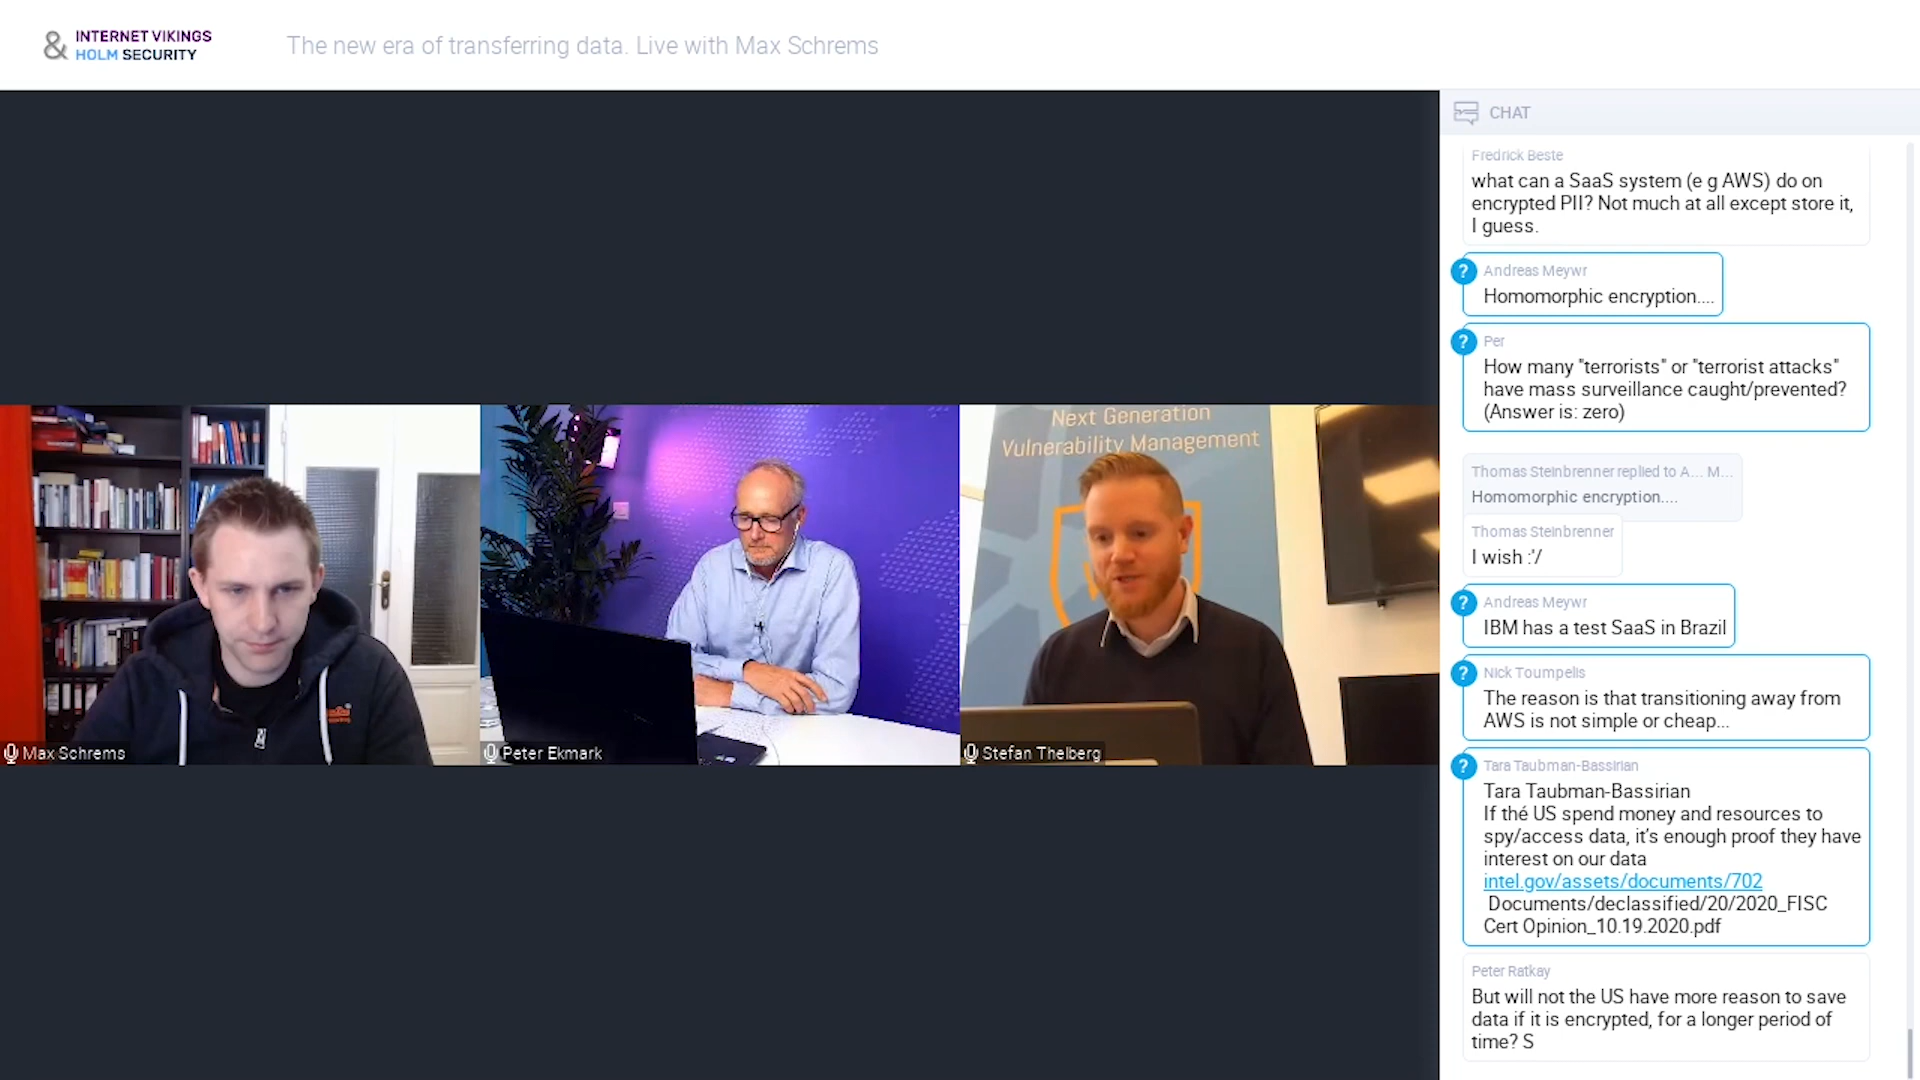 & INTERNET VIKINGS
HOLM SECURITY
The new era of transferring data. Live with Max Schrems
Next Generation
Vulnerability Management
Max Schrems
Peter Ekmark
Stefan Thelberg
CHAT
Fredrick Beste
what can a SaaS system (e g AWS) do on
encrypted PII? Not much at all except store it,
I guess.
? Andreas Meywr
Homomorphic encryption....
? Per
How many "terrorists" or "terrorist attacks"
have mass surveillance caught/prevented?
(Answer is: zero)
Thomas Steinbrenner replied to A... M...
Homomorphic encryption....
Thomas Steinbrenner
I wish :'/
? Andreas Meywr
IBM has a test SaaS in Brazil
? Nick Toumpelis
The reason is that transitioning away from
AWS is not simple or cheap...
? Tara Taubman-Bassirian
Tara Taubman-Bassirian
If thé US spend money and resources to
spy/access data, it’s enough proof they have
interest on our data
intel.gov/assets/documents/702
Documents/declassified/20/2020_FISC
Cert Opinion_10.19.2020.pdf
Peter Ratkay
But will not the US have more reason to save
data if it is encrypted, for a longer period of
time? S